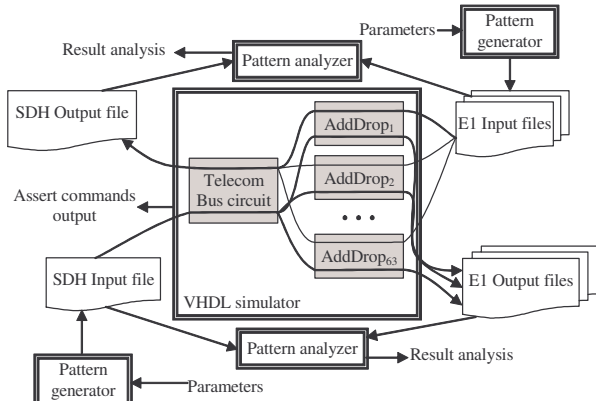 Parameters
Pattern
generator
Result analysis
Pattern analyzer
SDH Output file
E1 Input files
AddDrop1
Telecom
Bus circuit
AddDrop2
Assert commands
output
• • •
AddDrop63
SDH Input file
E1 Output files
VHDL simulator
Pattern analyzer
Result analysis
Pattern
generator
Parameters